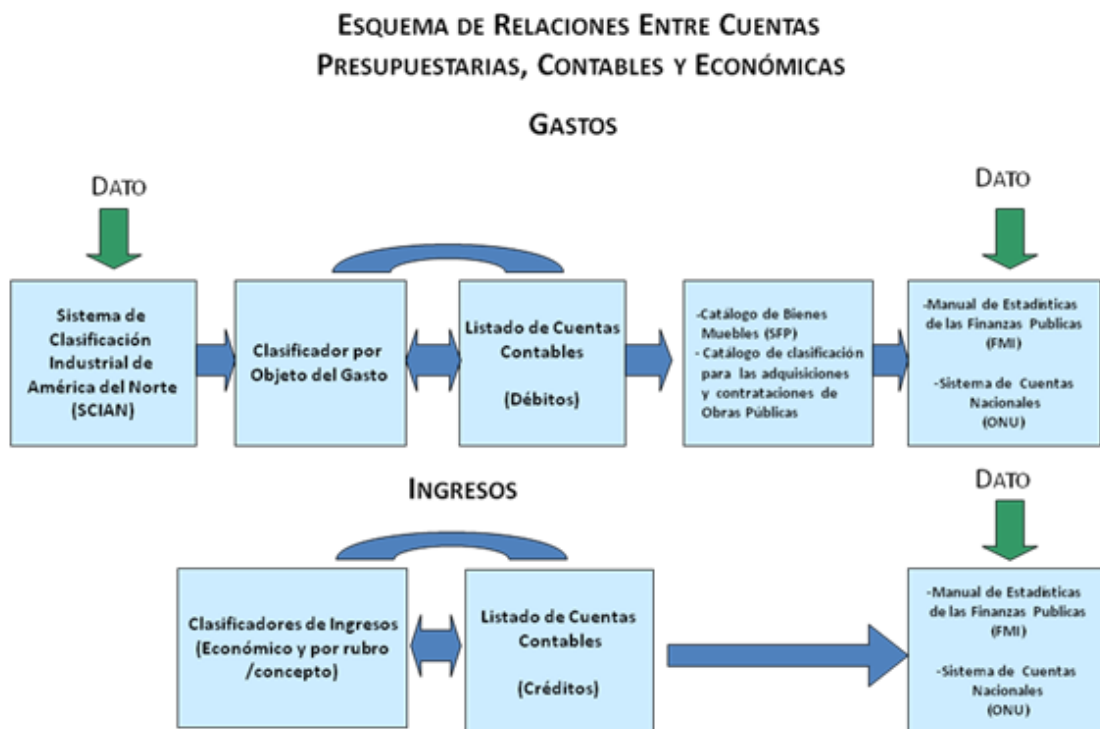 ESQUEMA DE RELACIONES ENTRE CUENTAS
PRESUPUESTARIAS, CONTABLES Y ECONÓMICAS
GASTOS
DATO
DATO
Sistema de
Clasificación
Industrial de
América del Norte
(SCIAN)
Clasificador por
Objeto del Gasto
Listado de Cuentas
Contables
(Débitos)
-Catálogo de Bienes
Muebles (SFP)
- Catálogo de clasificación
para las adquisiciones
y contrataciones de
Obras Públicas
-Manual de Estadísticas
de las Finanzas Publicas
(FMI)
-Sistema de Cuentas
Nacionales
(ONU)
INGRESOS
DATO
Clasificadores de Ingresos
(Económico y por rubro
/concepto)
Listado de Cuentas
Contables
(Créditos)
-Manual de Estadísticas
de las Finanzas Publicas
(FMI)
-Sistema de Cuentas
Nacionales
(ONU)